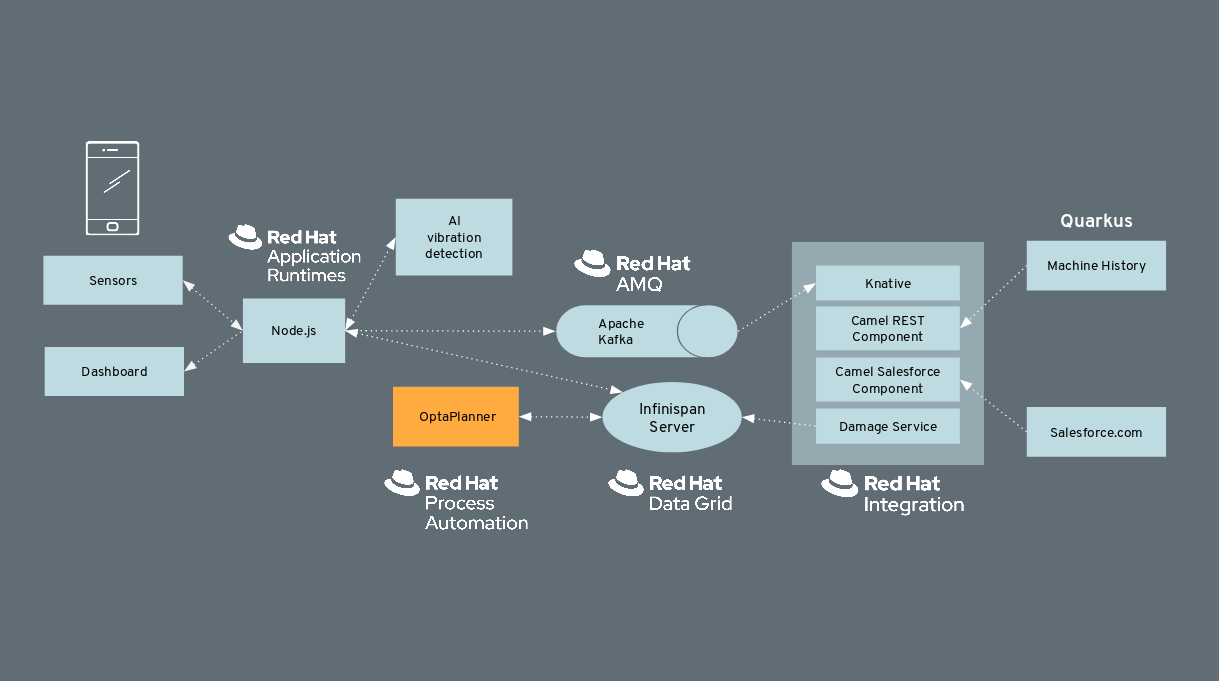 Sensors
Dashboard
Red Hat
Application
Runtimes
Node.js
AI
vibration
detection
OptaPlanner
Red Hat
Process
Automation
Red Hat
AMQ
Apache
Kafka
Infinispan
Server
Red Hat
Data Grid
Knative
Camel REST
Component
Camel Salesforce
Component
Damage Service
Red Hat
Integration
Quarkus
Machine History
Salesforce.com